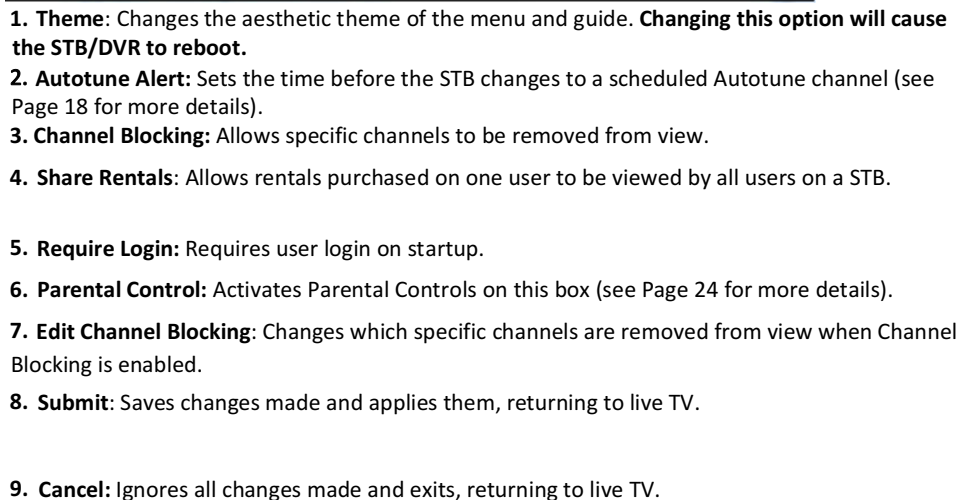 1. Theme: Changes the aesthetic theme of the menu and guide. Changing this option will cause
the STB/DVR to reboot.
2. Autotune Alert: Sets the time before the STB changes to a scheduled Autotune channel (see
Page 18 for more details).
3. Channel Blocking: Allows specific channels to be removed from view.
4. Share Rentals: Allows rentals purchased on one user to be viewed by all users on a STB.
5. Require Login: Requires user login on startup.
6. Parental Control: Activates Parental Controls on this box (see Page 24 for more details).
7. Edit Channel Blocking: Changes which specific channels are removed from view when Channel
Blocking is enabled.
8. Submit: Saves changes made and applies them, returning to live TV.
9. Cancel: Ignores all changes made and exits, returning to live TV.